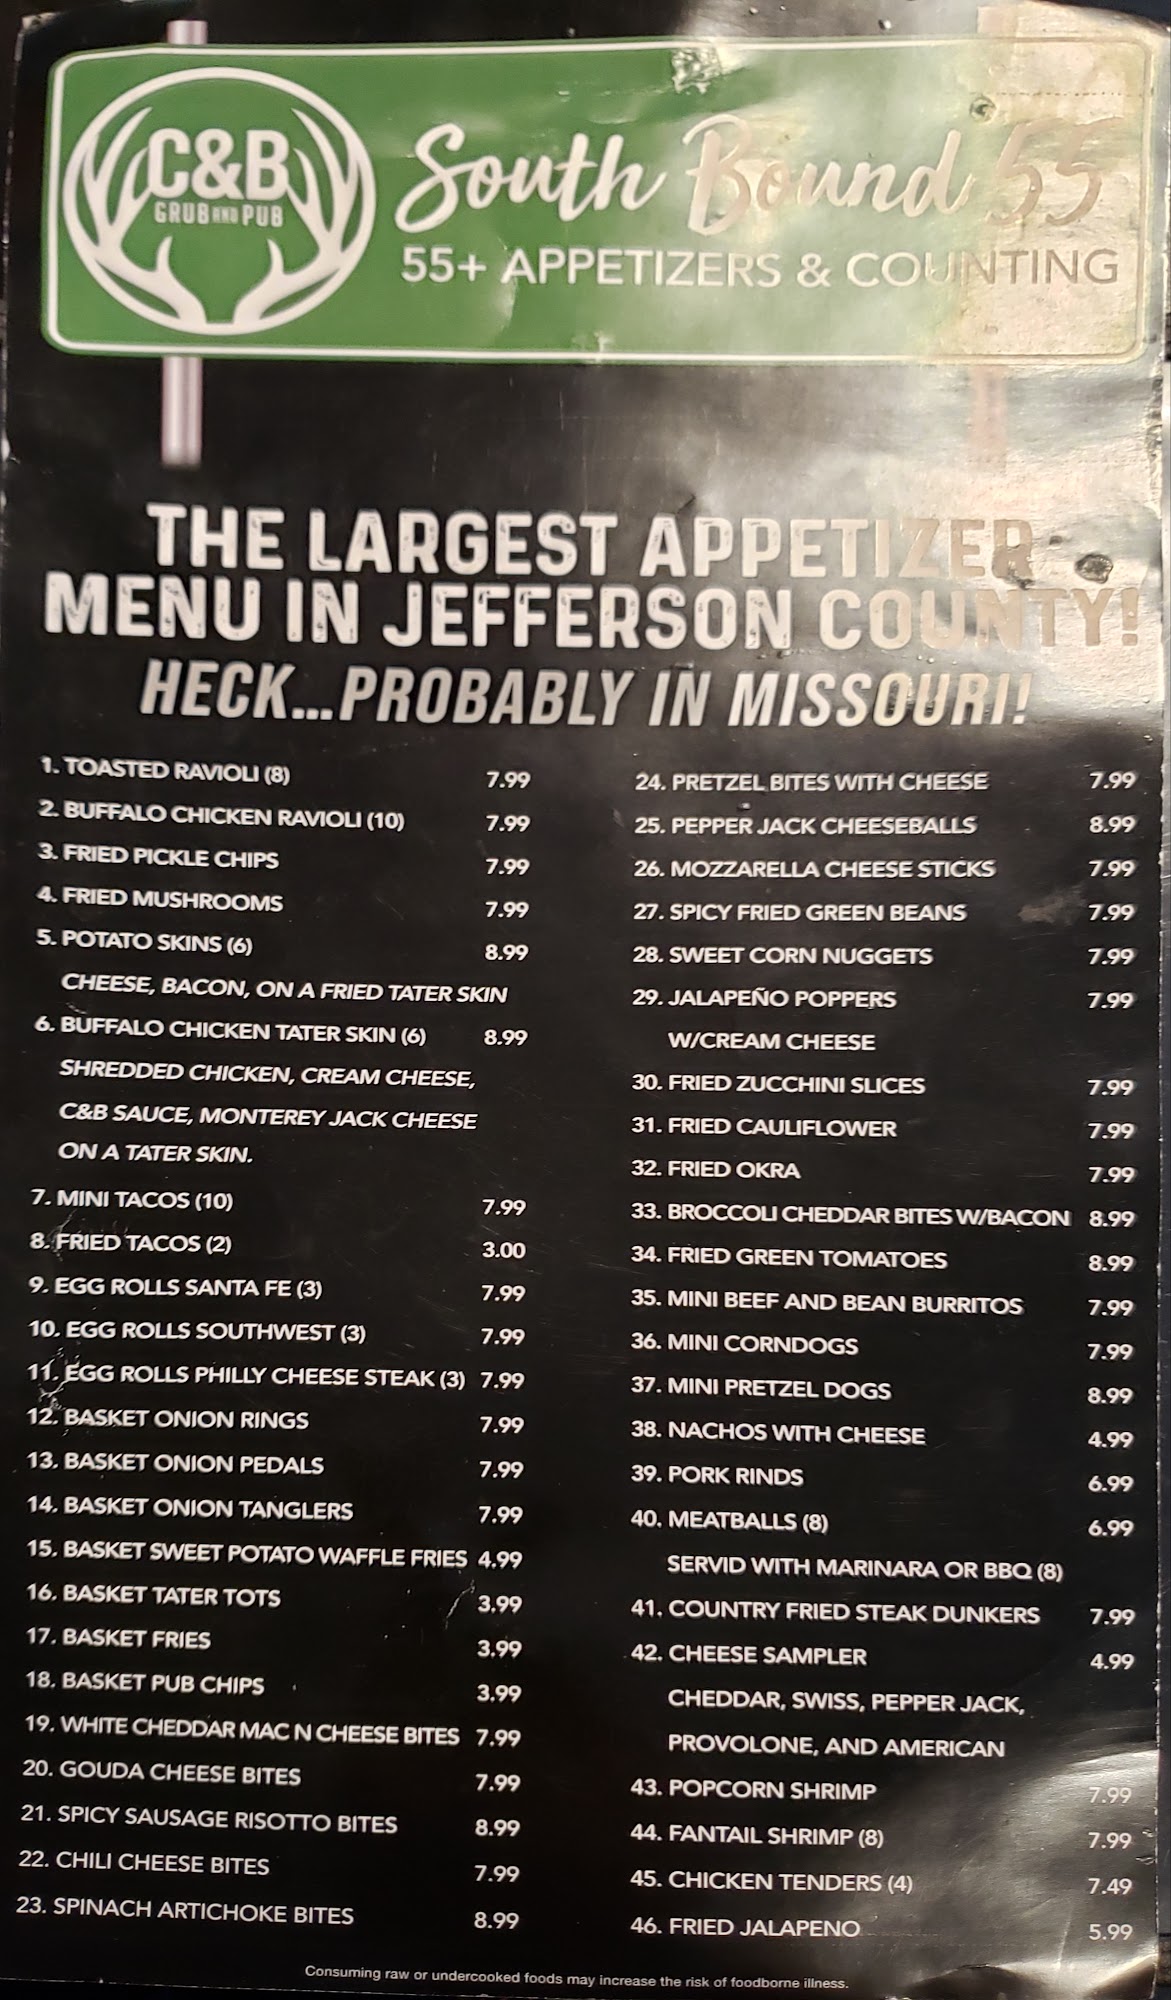 C&B
GRUB AND PUB
South Bound 55
55+ APPETIZERS & COUNTING
THE LARGEST APPETIZER
MENU IN JEFFERSON COUNTY!
HECK...PROBABLY IN MISSOURI!
1. TOASTED RAVIOLI (8) 7.99
2. BUFFALO CHICKEN RAVIOLI (10) 7.99
3. FRIED PICKLE CHIPS 7.99
4. FRIED MUSHROOMS 7.99
5. POTATO SKINS (6) 8.99
CHEESE, BACON, ON A FRIED TATER SKIN
6. BUFFALO CHICKEN TATER SKIN (6) 8.99
SHREDDED CHICKEN, CREAM CHEESE,
C&B SAUCE, MONTEREY JACK CHEESE
ON A TATER SKIN.
7. MINI TACOS (10) 7.99
8. FRIED TACOS (2) 3.00
9. EGG ROLLS SANTA FE (3) 7.99
10. EGG ROLLS SOUTHWEST (3) 7.99
11. EGG ROLLS PHILLY CHEESE STEAK (3) 7.99
12. BASKET ONION RINGS 7.99
13. BASKET ONION PEDALS 7.99
14. BASKET ONION TANGLERS 7.99
15. BASKET SWEET POTATO WAFFLE FRIES 4.99
16. BASKET TATER TOTS 3.99
17. BASKET FRIES 3.99
18. BASKET PUB CHIPS 3.99
19. WHITE CHEDDAR MAC N CHEESE BITES 7.99
20. GOUDA CHEESE BITES 7.99
21. SPICY SAUSAGE RISOTTO BITES 8.99
22. CHILI CHEESE BITES 7.99
23. SPINACH ARTICHOKE BITES 8.99
24. PRETZEL BITES WITH CHEESE 7.99
25. PEPPER JACK CHEESEBALLS 8.99
26. MOZZARELLA CHEESE STICKS 7.99
27. SPICY FRIED GREEN BEANS 7.99
28. SWEET CORN NUGGETS 7.99
29. JALAPEÑO POPPERS 7.99
W/CREAM CHEESE
30. FRIED ZUCCHINI SLICES 7.99
31. FRIED CAULIFLOWER 7.99
32. FRIED OKRA 7.99
33. BROCCOLI CHEDDAR BITES W/BACON 8.99
34. FRIED GREEN TOMATOES 8.99
35. MINI BEEF AND BEAN BURRITOS 7.99
36. MINI CORNDOGS 7.99
37. MINI PRETZEL DOGS 8.99
38. NACHOS WITH CHEESE 4.99
39. PORK RINDS 6.99
40. MEATBALLS (8) 6.99
SERVID WITH MARINARA OR BBQ (8)
41. COUNTRY FRIED STEAK DUNKERS 7.99
42. CHEESE SAMPLER 4.99
CHEDDAR, SWISS, PEPPER JACK,
PROVOLONE, AND AMERICAN
43. POPCORN SHRIMP 7.99
44. FANTAIL SHRIMP (8) 7.99
45. CHICKEN TENDERS (4) 7.49
46. FRIED JALAPENO 5.99
Consuming raw or undercooked foods may increase the risk of foodborne illness.